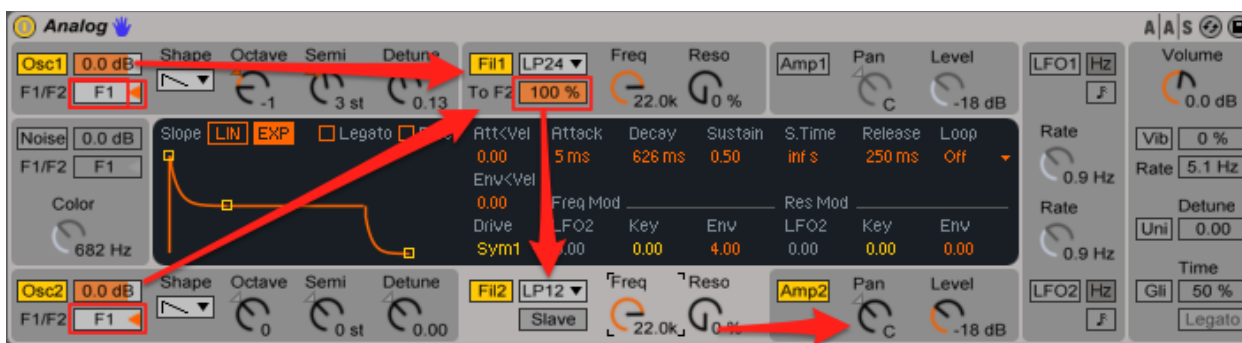 Analog
A|A|S
Osc1 0.0 dB Shape Octave Semi Detune Fil1 LP24 Freq Reso Amp1 Pan Level LFO1 Hz Volume
F1/F2 F1 -1 3 st 0.13 To F2 100 % 22.0k 0 % C -18 dB 0.0 dB
Noise 0.0 dB Slope LIN EXP Legato Att<Vel Attack Decay Sustain S.Time Release Loop Rate Vib 0 %
F1/F2 F1 0.00 5 ms 626 ms 0.50 inf s 250 ms Off 0.9 Hz Rate 5.1 Hz
Env<Vel
Color 0.00 Freq Mod Res Mod Rate Detune
682 Hz Drive LFO2 Key Env LFO2 Key Env 0.9 Hz Uni 0.00
Sym1 0.00 0.00 4.00 0.00 0.00 0.00
Osc2 0.0 dB Shape Octave Semi Detune Fil2 LP12 Freq Reso Amp2 Pan Level LFO2 Hz Time
Gli 50 %
F1/F2 F1 0 0 st 0.00 Slave 22.0k 0 % C -18 dB Legato